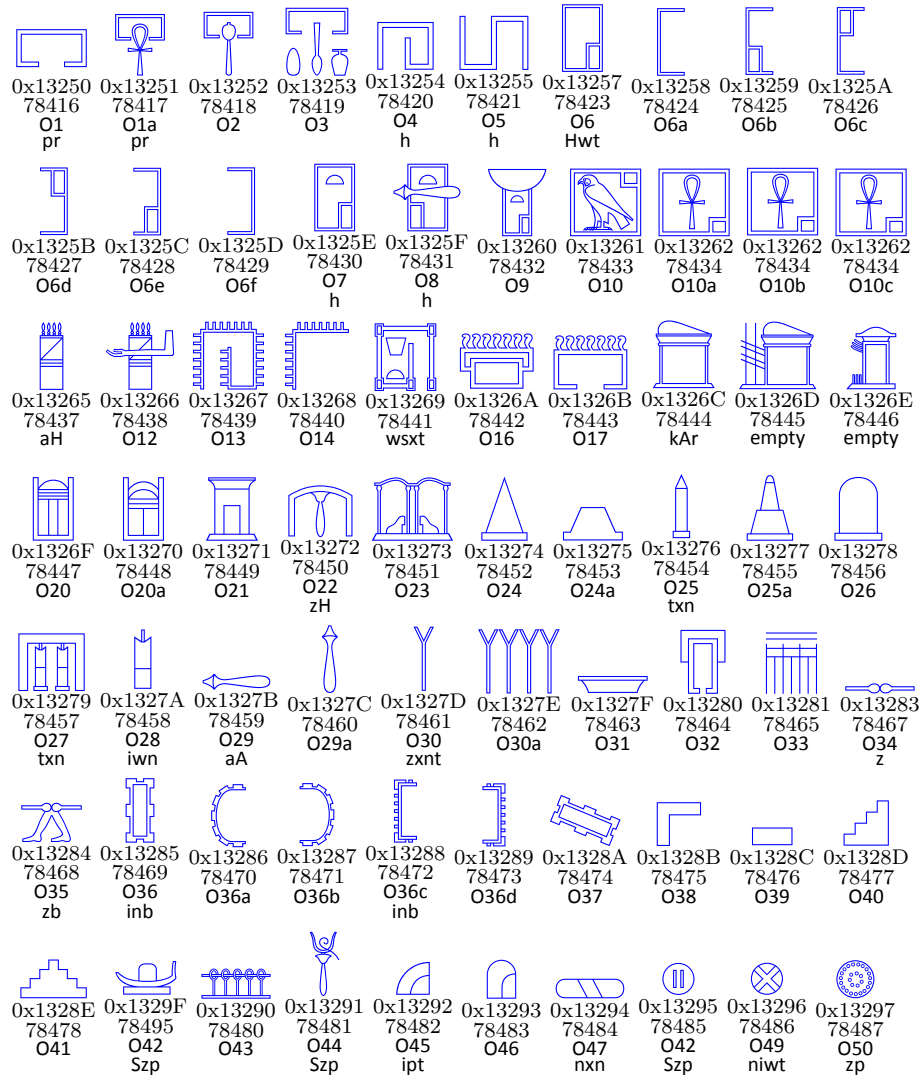 0x13250 0x13251 0x13252 0x13253 0x13254 0x13255 0x13257 0x13258 0x13259 0x1325A
78416 78417 78418 78419 78420 78421 78423 78424 78425 78426
O1 O1a O2 O3 O4 O5 O6 O6a O6b O6c
pr pr h h Hwt
0x1325B 0x1325C 0x1325D 0x1325E 0x1325F 0x13260 0x13261 0x13262 0x13262 0x13262
78427 78428 78429 78430 78431 78432 78433 78434 78434 78434
O6d O6e O6f O7 O8 O9 O10 O10a O10b O10c
h h
0x13265 0x13266 0x13267 0x13268 0x13269 0x1326A 0x1326B 0x1326C 0x1326D 0x1326E
78437 78438 78439 78440 78441 78442 78443 78444 78445 78446
aH O12 O13 O14 wsxt O16 O17 kAr empty empty
0x1326F 0x13270 0x13271 0x13272 0x13273 0x13274 0x13275 0x13276 0x13277 0x13278
78447 78448 78449 78450 78451 78452 78453 78454 78455 78456
O20 O20a O21 O22 O23 O24 O24a O25 O25a O26
zH txn
0x13279 0x1327A 0x1327B 0x1327C 0x1327D 0x1327E 0x1327F 0x13280 0x13281 0x13283
78457 78458 78459 78460 78461 78462 78463 78464 78465 78467
O27 O28 O29 O29a O30 O30a O31 O32 O33 O34
txn iwn aA zxnt z
0x13284 0x13285 0x13286 0x13287 0x13288 0x13289 0x1328A 0x1328B 0x1328C 0x1328D
78468 78469 78470 78471 78472 78473 78474 78475 78476 78477
O35 O36 O36a O36b O36c O36d O37 O38 O39 O40
zb inb inb
0x1328E 0x1329F 0x13290 0x13291 0x13292 0x13293 0x13294 0x13295 0x13296 0x13297
78478 78495 78480 78481 78482 78483 78484 78485 78486 78487
O41 O42 O43 O44 O45 O46 O47 O42 O49 O50
Szp Szp ipt nxn Szp niwt zp